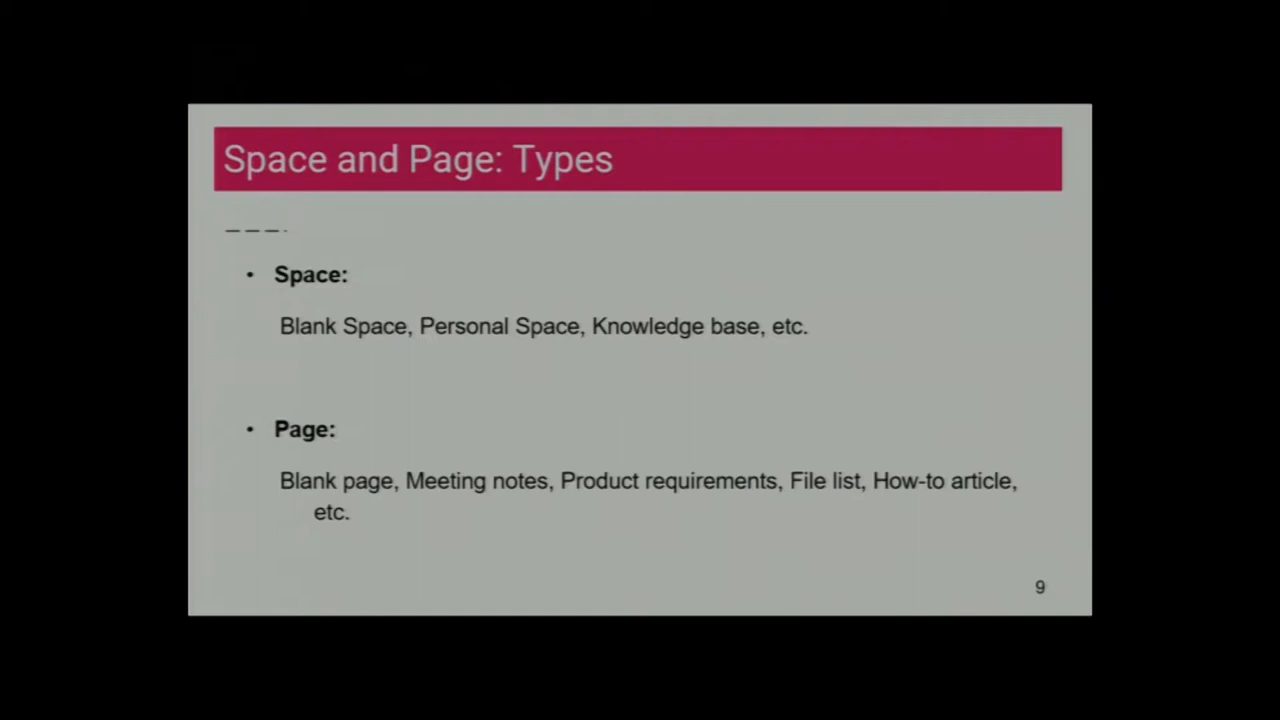 Space and Page: Types
• Space:
Blank Space, Personal Space, Knowledge base, etc.
• Page:
Blank page, Meeting notes, Product requirements, File list, How-to article,
etc.
9